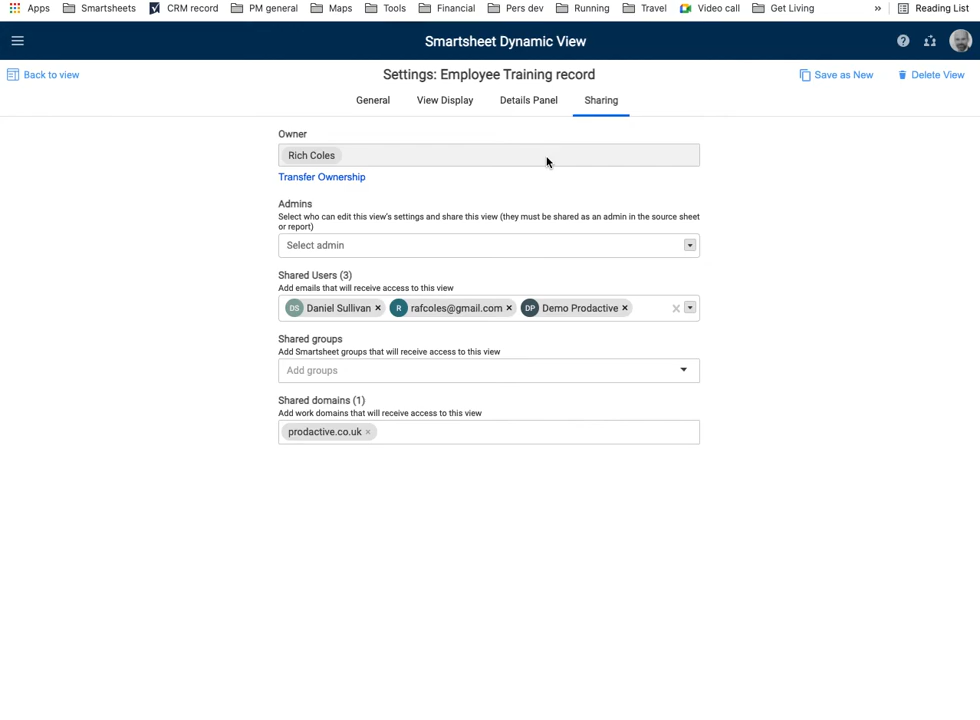 Apps Smartsheets CRM record PM general Maps Tools Financial Pers dev Running Travel Video call Get Living » Reading List
Smartsheet Dynamic View
Back to view Settings: Employee Training record Save as New Delete View
General View Display Details Panel Sharing
Owner
Rich Coles
Transfer Ownership
Admins
Select who can edit this view's settings and share this view (they must be shared as an admin in the source sheet
or report)
Select admin
Shared Users (3)
Add emails that will receive access to this view
DS Daniel Sullivan × R rafcoles@gmail.com × DP Demo Prodactive ×
Shared groups
Add Smartsheet groups that will receive access to this view
Add groups
Shared domains (1)
Add work domains that will receive access to this view
prodactive.co.uk ×